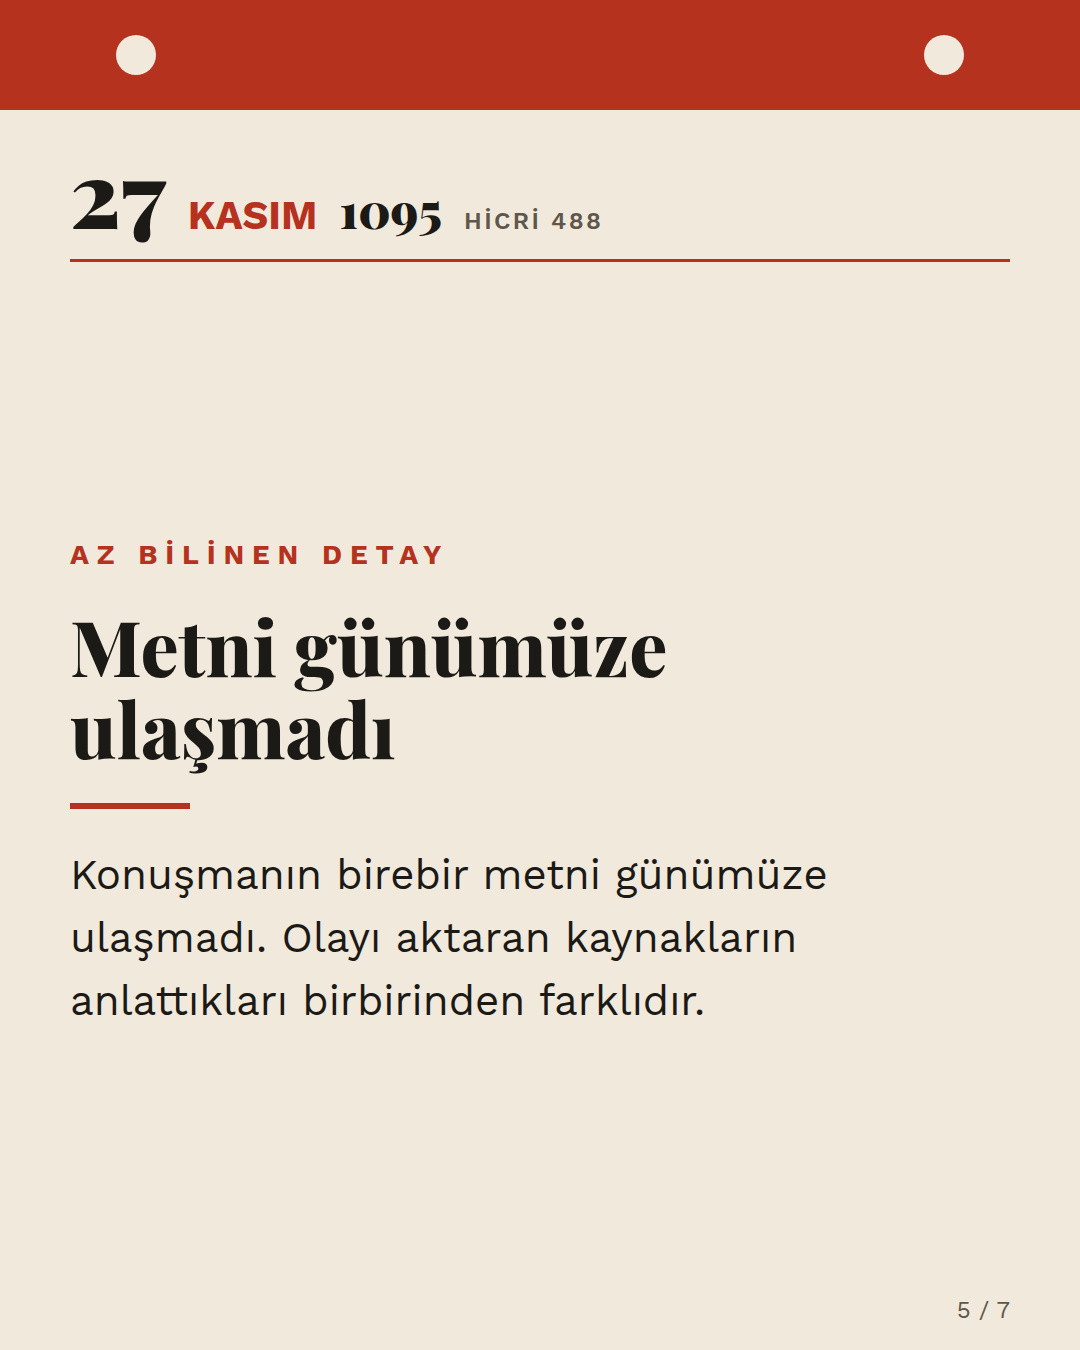 27 KASIM 1095 HİCRİ 488
AZ BİLİNEN DETAY
Metni günümüze
ulaşmadı
Konuşmanın birebir metni günümüze
ulaşmadı. Olayı aktaran kaynakların
anlattıkları birbirinden farklıdır.
5 / 7